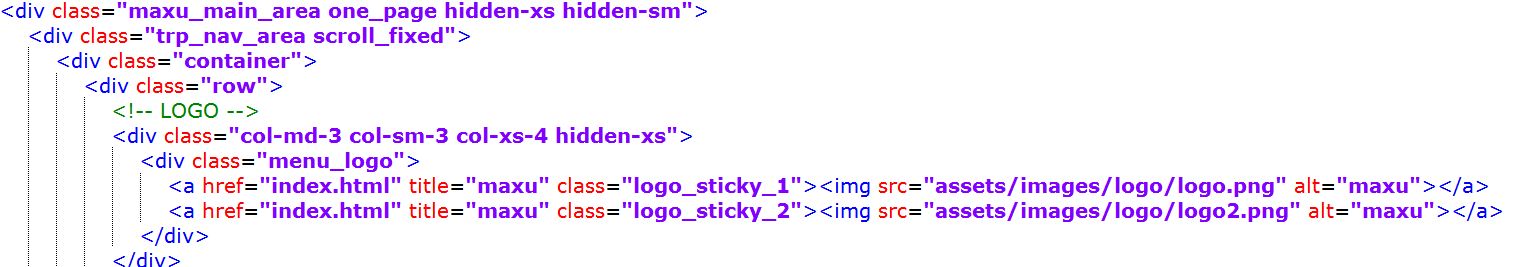 <div class="maxu_main_area one_page hidden-xs hidden-sm">
<div class="trp_nav_area scroll_fixed">
<div class="container">
<div class="row">
<!-- LOGO -->
<div class="col-md-3 col-sm-3 col-xs-4 hidden-xs">
<div class="menu_logo">
<a href="index.html" title="maxu" class="logo_sticky_1"><img src="assets/images/logo/logo.png" alt="maxu"></a>
<a href="index.html" title="maxu" class="logo_sticky_2"><img src="assets/images/logo/logo2.png" alt="maxu"></a>
</div>
</div>